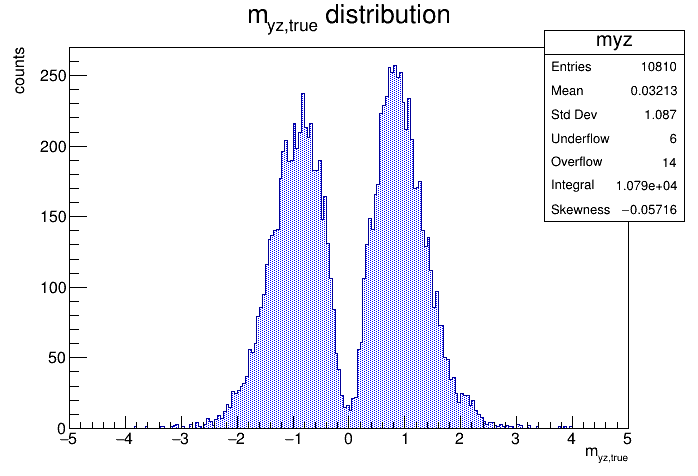 m_yz,true distribution
counts
myz
Entries 10810
Mean 0.03213
Std Dev 1.087
Underflow 6
Overflow 14
Integral 1.079e+04
Skewness −0.05716
250
200
150
100
50
0
−5 −4 −3 −2 −1 0 1 2 3 4 5
m_yz,true